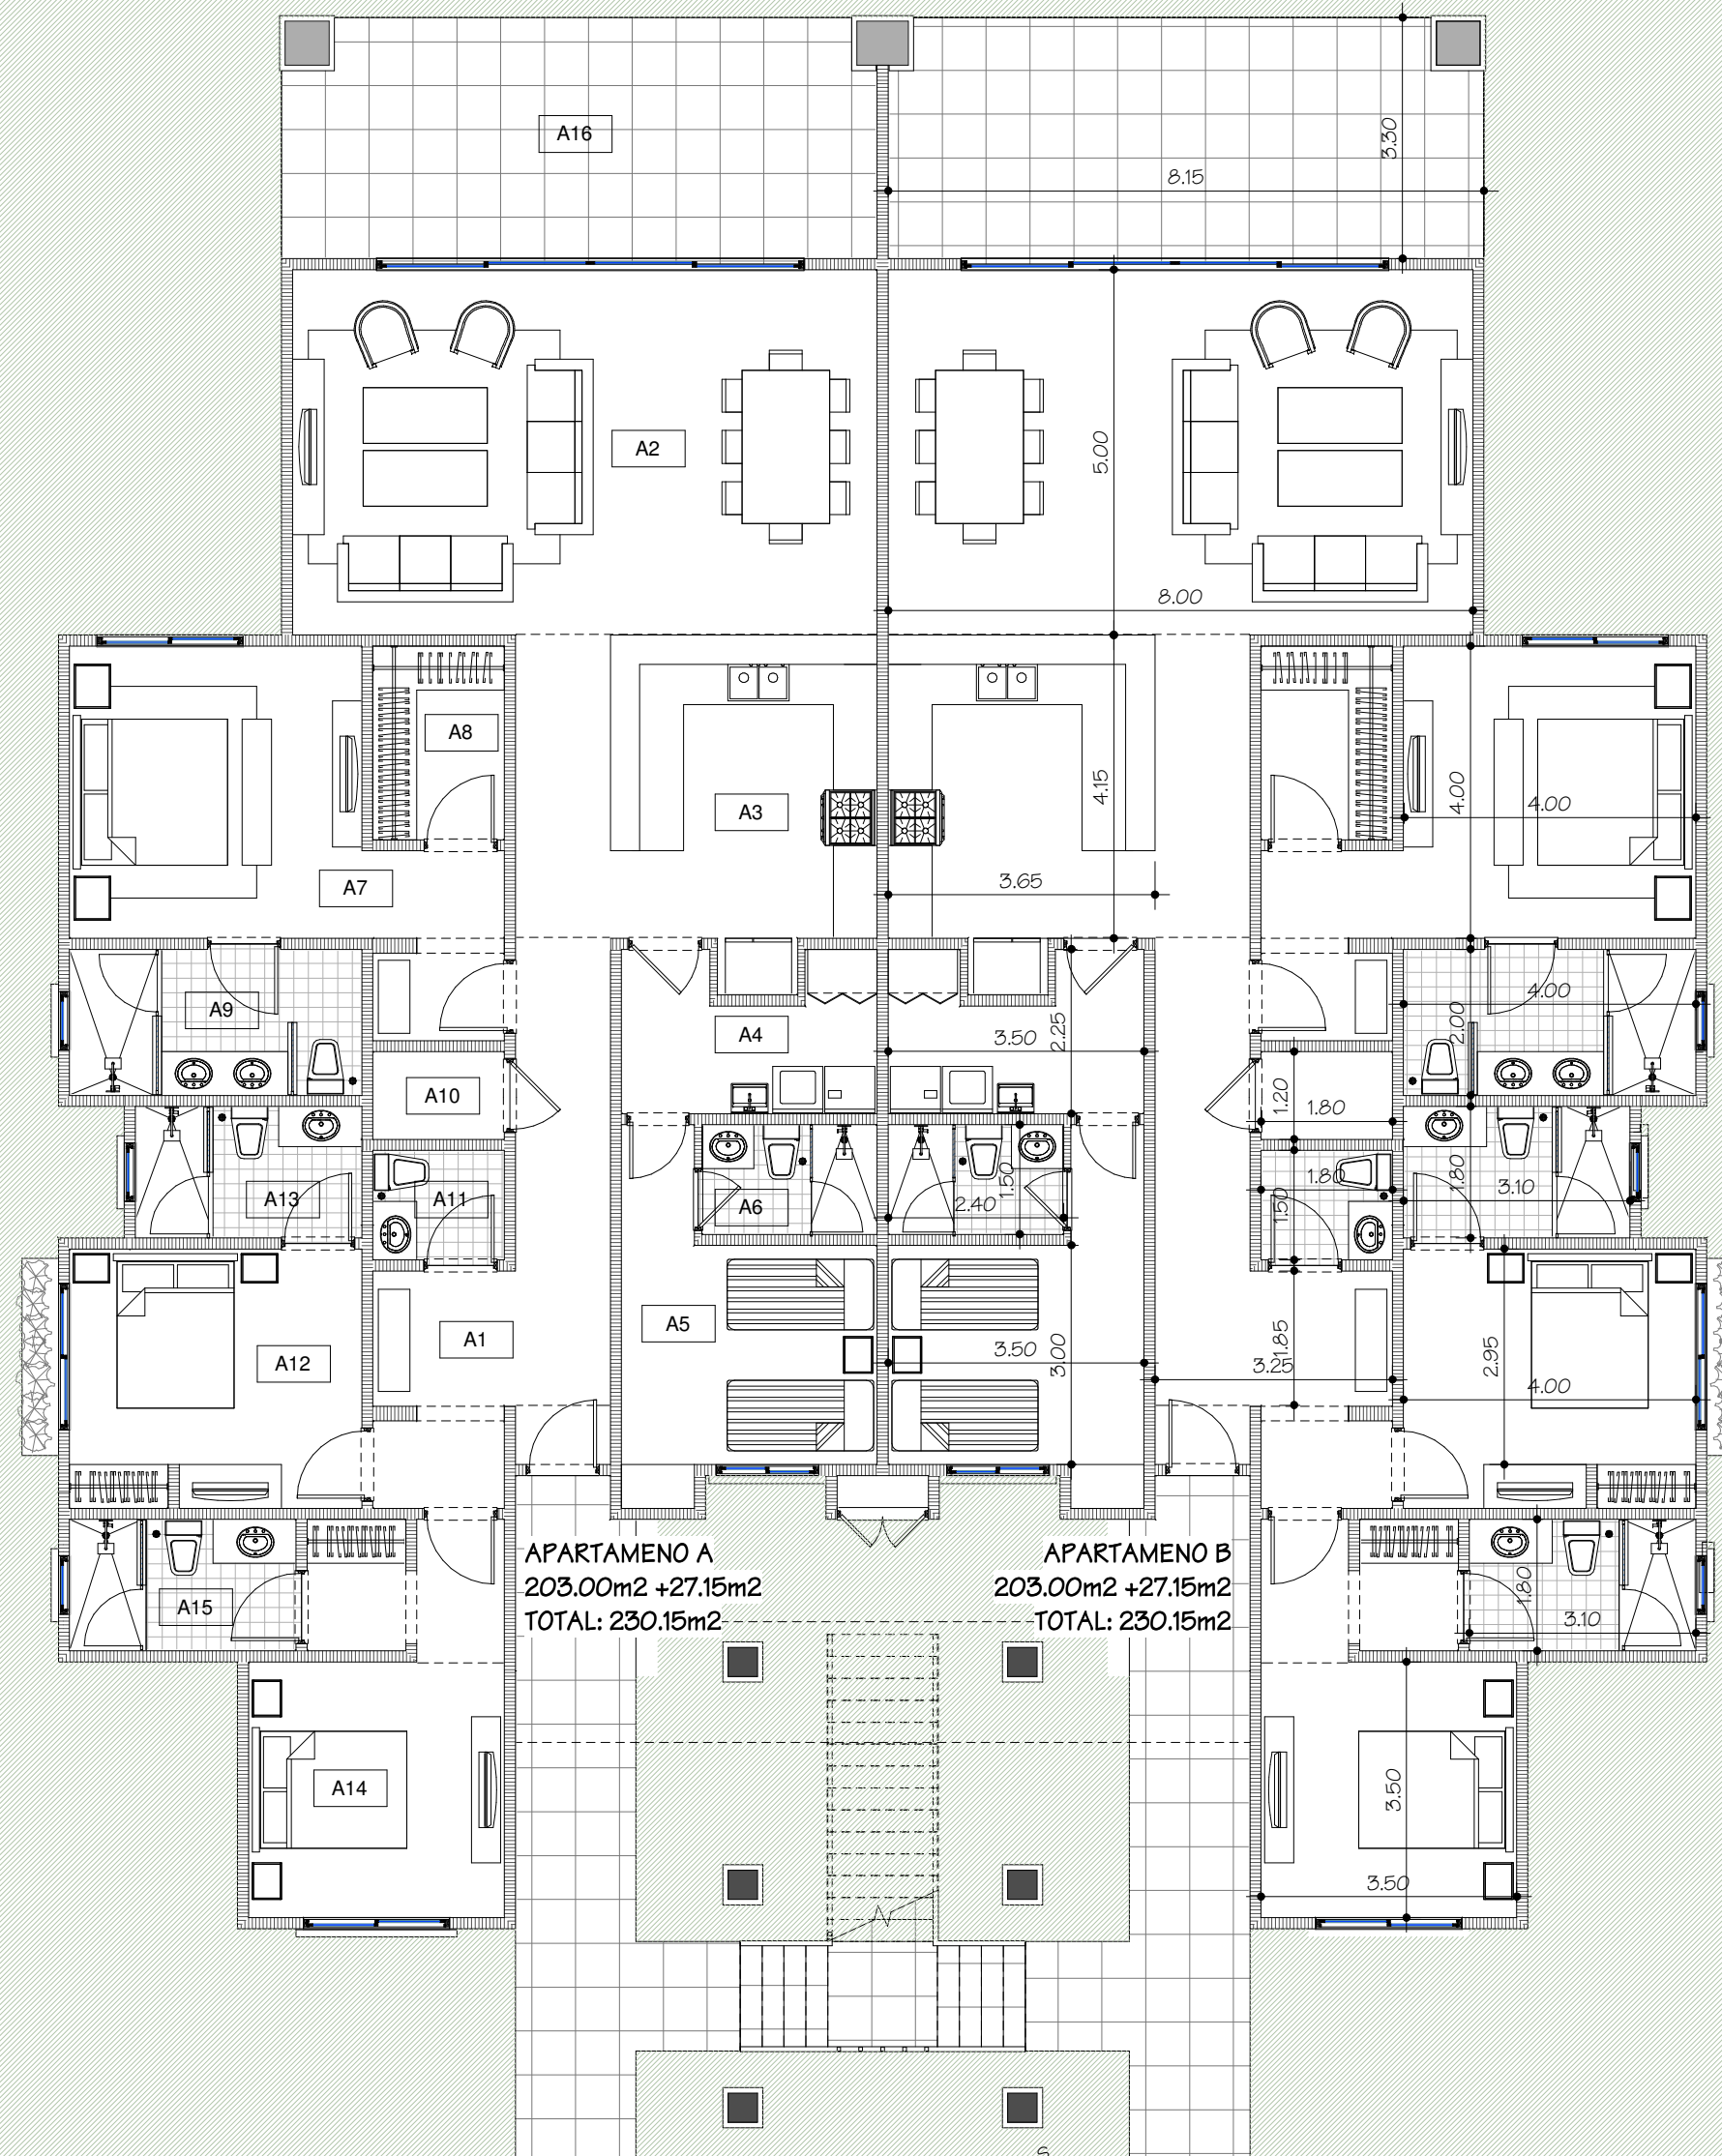 A16
3.30
8.15
A2
5.00
8.00
A8
A3
4.15
4.00
4.00
3.65
A7
A9
4.00
A4
3.50
2.25
2.00
A10
1.20
1.80
A13
A11
A6
2.40
1.50
1.80
1.50
1.80
3.10
A5
A1
A12
3.50
3.00
1.85
3.25
2.95
4.00
APARTAMENO A
203.00m2 +27.15m2
TOTAL: 230.15m2
APARTAMENO B
203.00m2 +27.15m2
TOTAL: 230.15m2
A15
1.80
3.10
A14
3.50
3.50
S